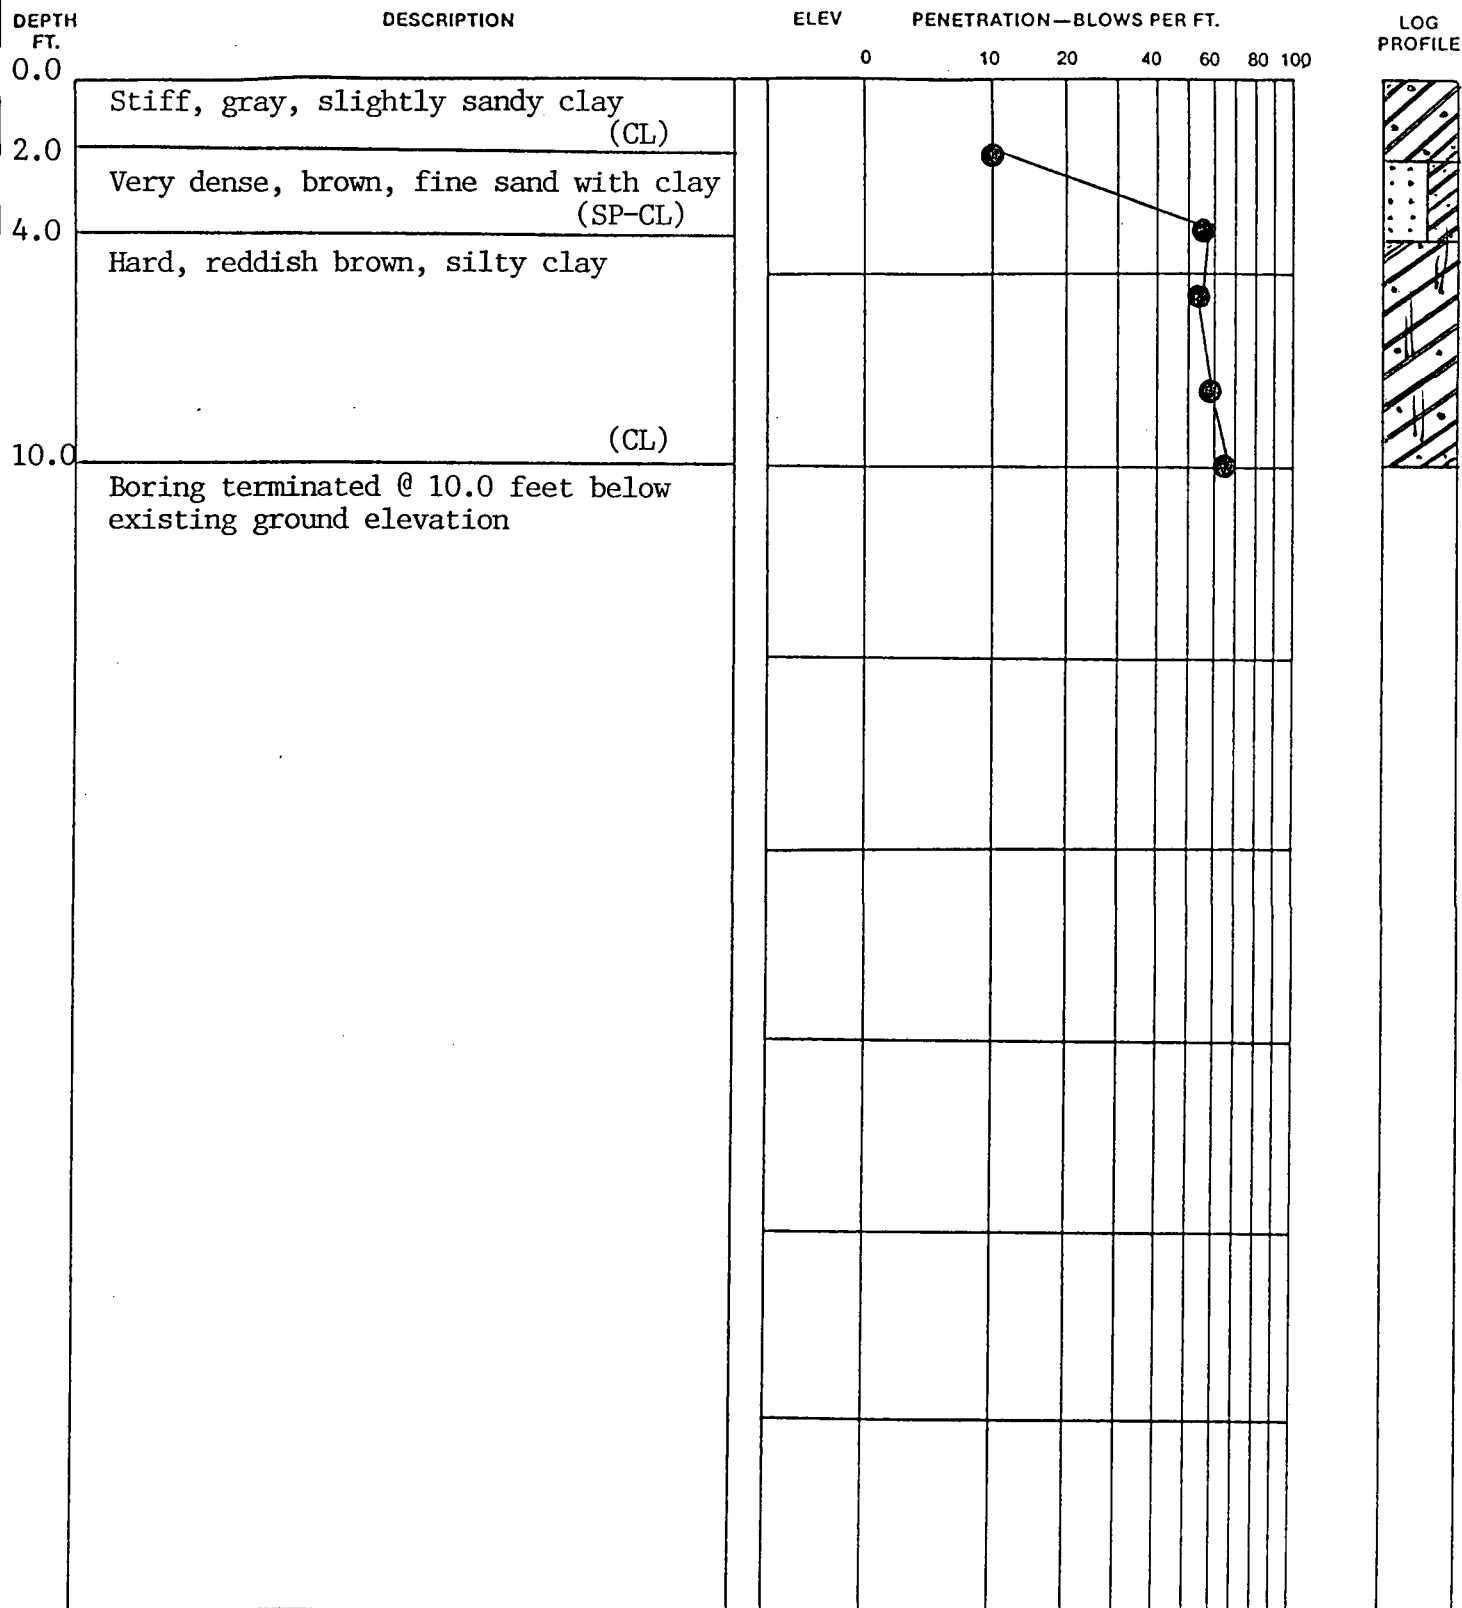 DEPTH FT. DESCRIPTION ELEV PENETRATION—BLOWS PER FT. LOG PROFILE
0 10 20 40 60 80 100
0.0
Stiff, gray, slightly sandy clay
(CL)
2.0
Very dense, brown, fine sand with clay
(SP-CL)
4.0
Hard, reddish brown, silty clay
(CL)
10.0
Boring terminated @ 10.0 feet below
existing ground elevation